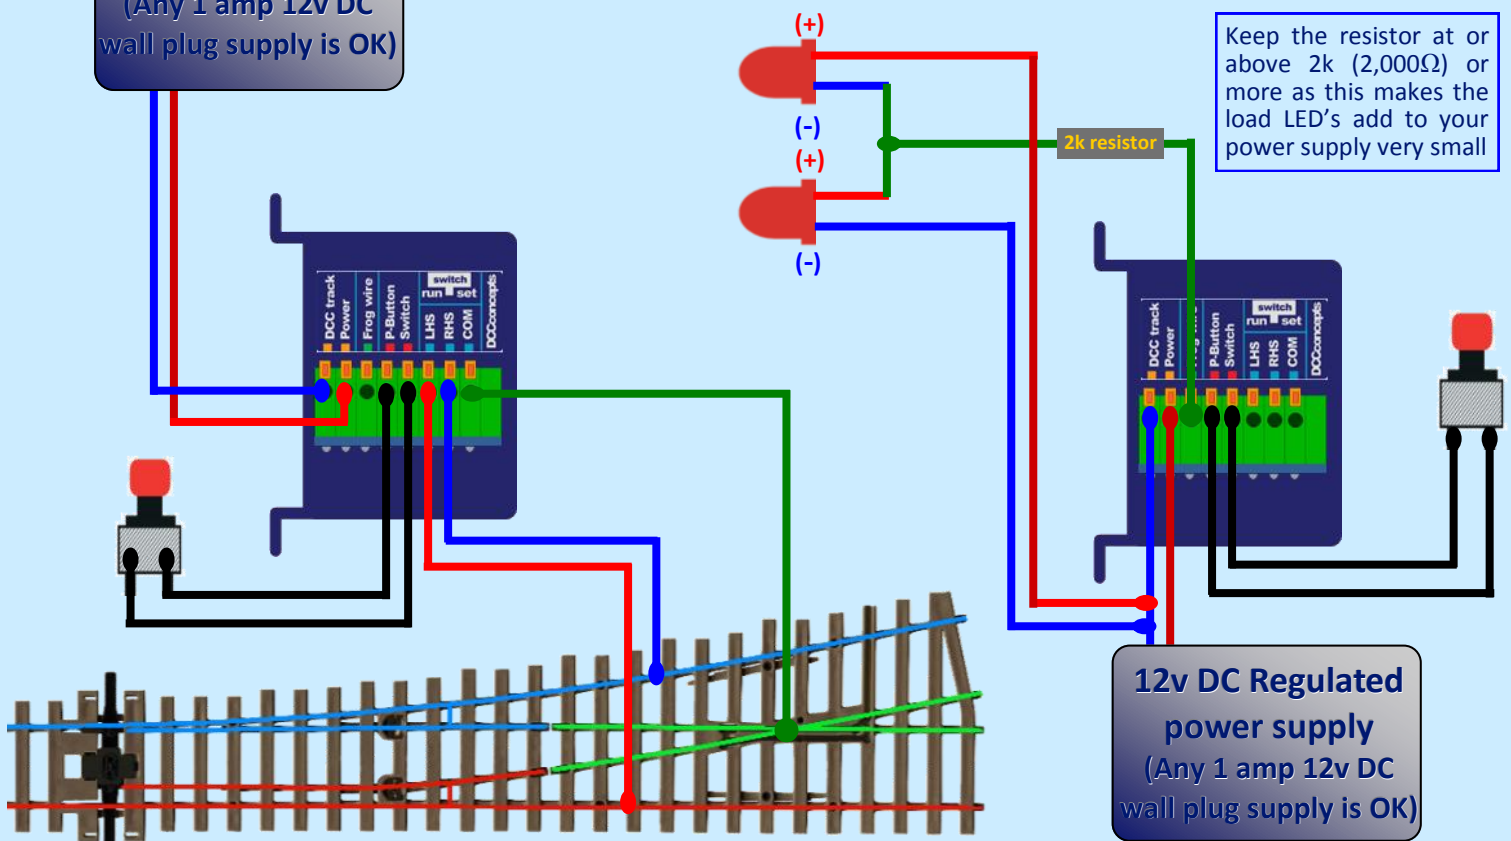 (Any 1 amp 12v DC
wall plug supply is OK)
(+)
(-)
(+)
(-)
2k resistor
Keep the resistor at or
above 2k (2,000Ω) or
more as this makes the
load LED's add to your
power supply very small
DCC track
Power
Frog wire
P-Button
Switch
switch
run set
LHS
RHS
COM
DCCconcepts
DCC track
Power
wire
P-Button
Switch
switch
run set
LHS
RHS
COM
DCCconcepts
12v DC Regulated
power supply
(Any 1 amp 12v DC
wall plug supply is OK)